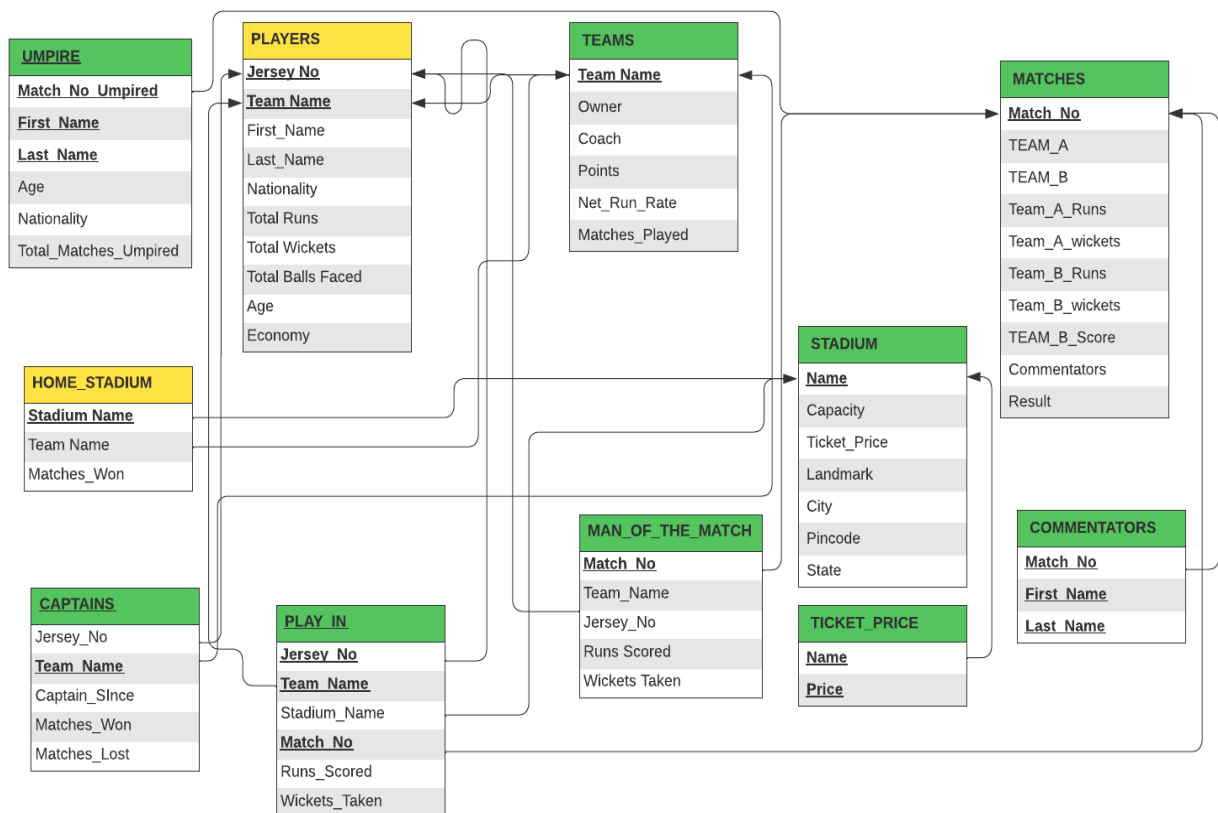 UMPIRE
Match_No_Umpired
First_Name
Last_Name
Age
Nationality
Total_Matches_Umpired
PLAYERS
Jersey No
Team Name
First_Name
Last_Name
Nationality
Total Runs
Total Wickets
Total Balls Faced
Age
Economy
TEAMS
Team Name
Owner
Coach
Points
Net_Run_Rate
Matches_Played
MATCHES
Match_No
TEAM_A
TEAM_B
Team_A_Runs
Team_A_wickets
Team_B_Runs
Team_B_wickets
TEAM_B_Score
Commentators
Result
HOME_STADIUM
Stadium Name
Team Name
Matches_Won
STADIUM
Name
Capacity
Ticket_Price
Landmark
City
Pincode
State
CAPTAINS
Jersey_No
Team_Name
Captain_SInce
Matches_Won
Matches_Lost
PLAY_IN
Jersey_No
Team_Name
Stadium_Name
Match_No
Runs_Scored
Wickets_Taken
MAN_OF_THE_MATCH
Match_No
Team_Name
Jersey_No
Runs Scored
Wickets Taken
TICKET_PRICE
Name
Price
COMMENTATORS
Match_No
First_Name
Last_Name